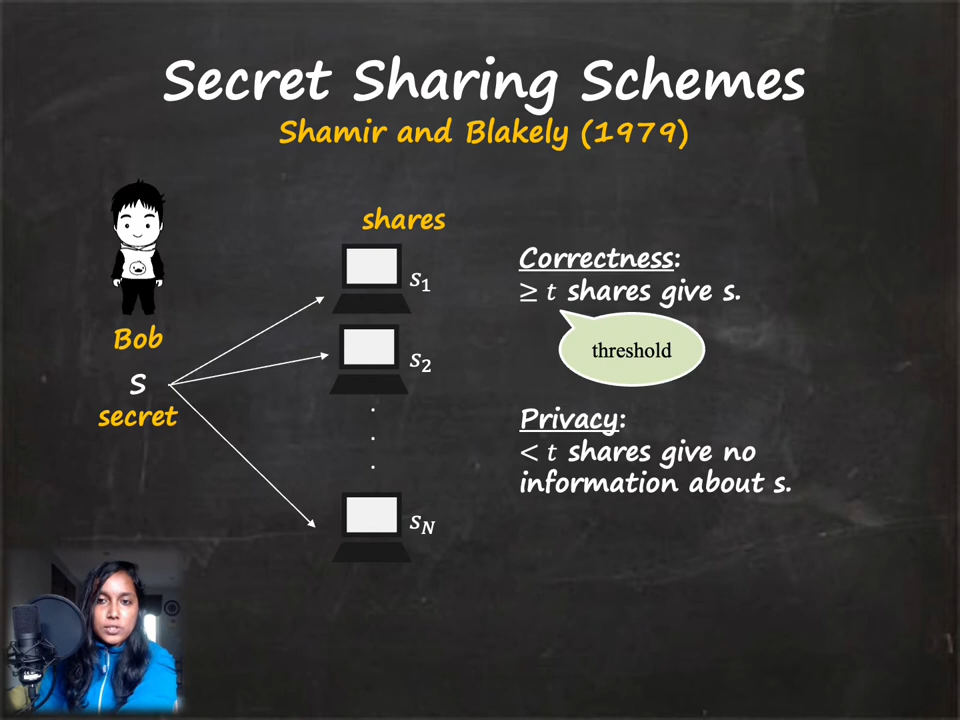 Secret Sharing Schemes
Shamir and Blakely (1979)
shares
s₁
Bob
s₂
S
secret
s_N
Correctness:
≥ t shares give s.
threshold
Privacy:
< t shares give no
information about s.